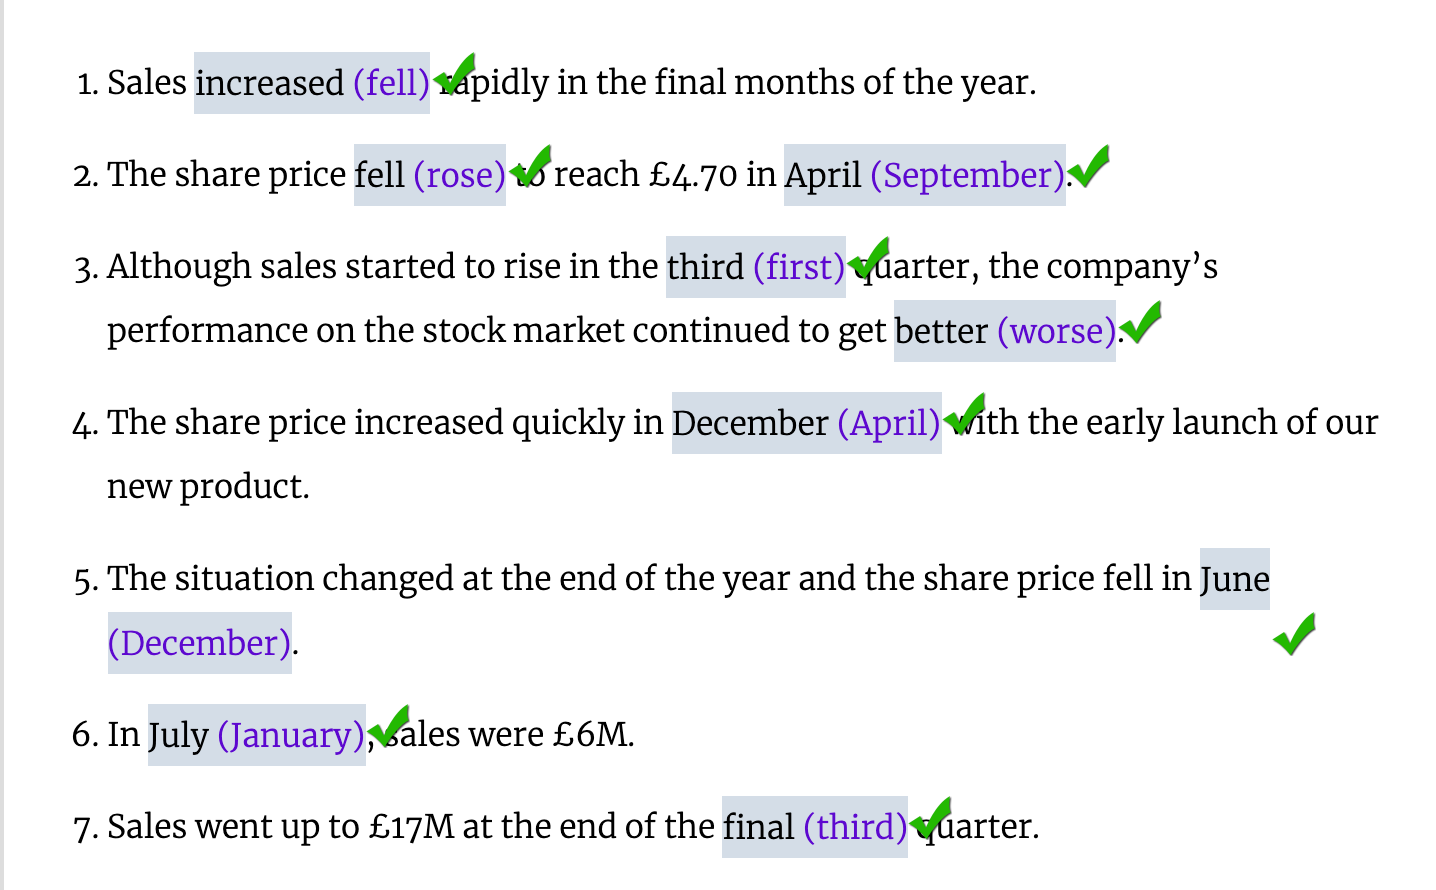 1. Sales increased (fell) rapidly in the final months of the year.
2. The share price fell (rose) to reach £4.70 in April (September).
3. Although sales started to rise in the third (first) quarter, the company’s
performance on the stock market continued to get better (worse).
4. The share price increased quickly in December (April) with the early launch of our
new product.
5. The situation changed at the end of the year and the share price fell in June
(December).
6. In July (January), sales were £6M.
7. Sales went up to £17M at the end of the final (third) quarter.